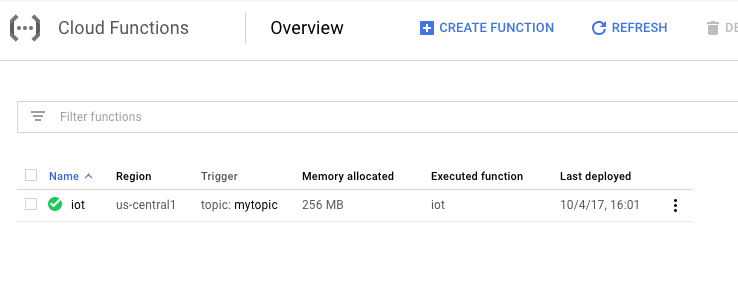 Cloud Functions Overview CREATE FUNCTION REFRESH DE
Filter functions
Name Region Trigger Memory allocated Executed function Last deployed
iot us-central1 topic: mytopic 256 MB iot 10/4/17, 16:01